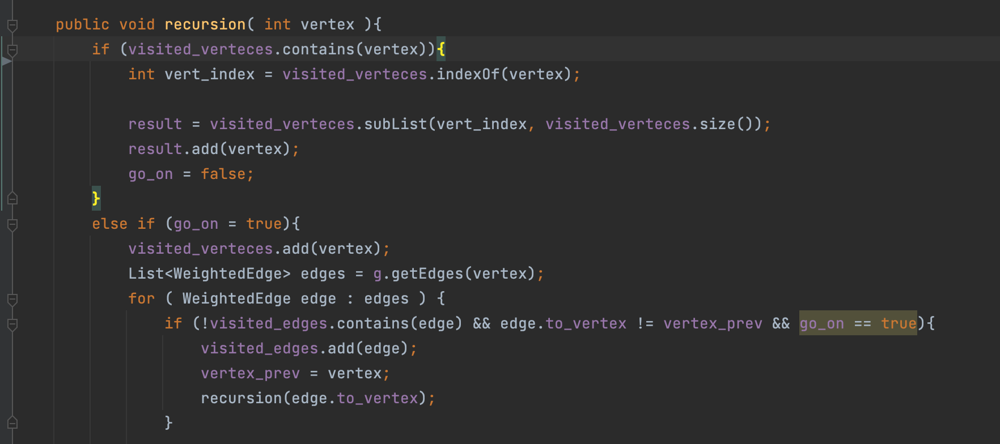 public void recursion( int vertex ){
if (visited_verteces.contains(vertex)){
int vert_index = visited_verteces.indexOf(vertex);
result = visited_verteces.subList(vert_index, visited_verteces.size());
result.add(vertex);
go_on = false;
}
else if (go_on = true){
visited_verteces.add(vertex);
List<WeightedEdge> edges = g.getEdges(vertex);
for ( WeightedEdge edge : edges ) {
if (!visited_edges.contains(edge) && edge.to_vertex != vertex_prev && go_on == true){
visited_edges.add(edge);
vertex_prev = vertex;
recursion(edge.to_vertex);
}